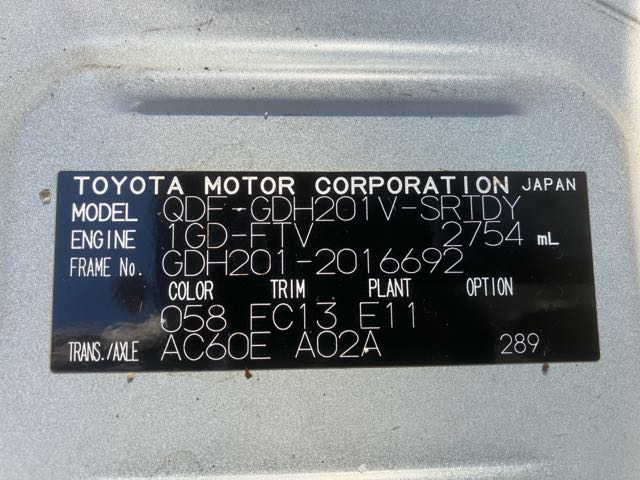 TOYOTA MOTOR CORPORATION JAPAN
MODEL QDF-GDH201V-SRTDY
ENGINE 1GD-FTV 2754 mL
FRAME No. GDH201-2016692
COLOR TRIM PLANT OPTION
058 EC13 E11
TRANS./AXLE AC60E A02A 289